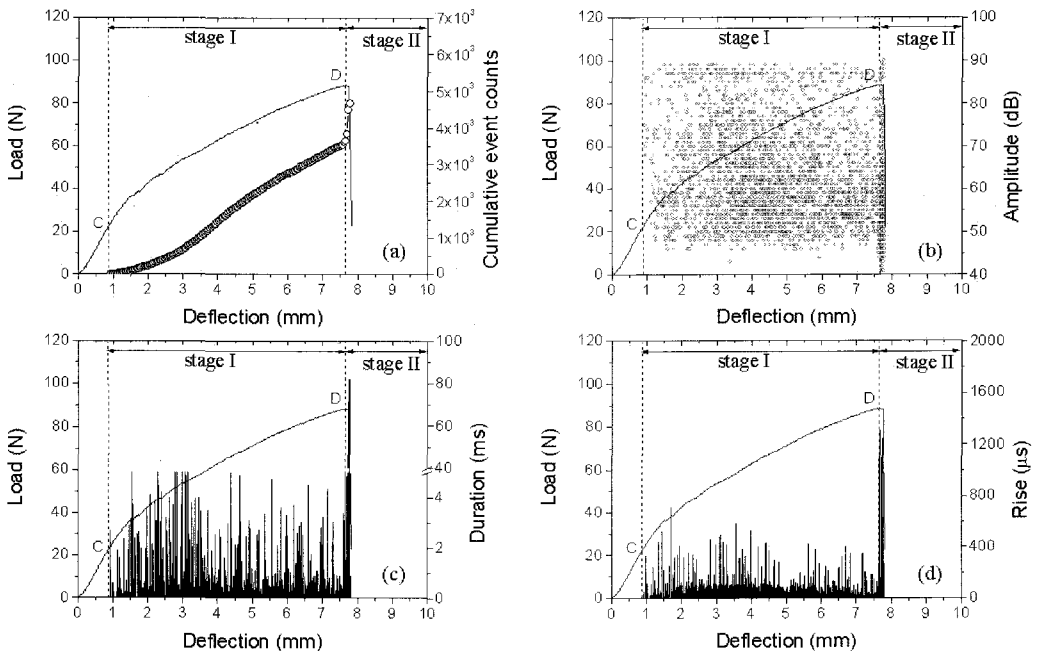 stage I
stage II
D
C
(a)
Load (N)
120
100
80
60
40
20
0
7x10³
6x10³
5x10³
4x10³
3x10³
2x10³
1x10³
0
Cumulative event counts
0 1 2 3 4 5 6 7 8 9 10
Deflection (mm)
stage I
stage II
D
C
(b)
Load (N)
120
100
80
60
40
20
0
100
90
80
70
60
50
40
Amplitude (dB)
0 1 2 3 4 5 6 7 8 9 10
Deflection (mm)
stage I
stage II
D
C
(c)
Load (N)
120
100
80
60
40
20
0
100
80
60
40
4
2
0
Duration (ms)
0 1 2 3 4 5 6 7 8 9 10
Deflection (mm)
stage I
stage II
D
C
(d)
Load (N)
120
100
80
60
40
20
0
2000
1600
1200
800
400
0
Rise (μs)
0 1 2 3 4 5 6 7 8 9 10
Deflection (mm)